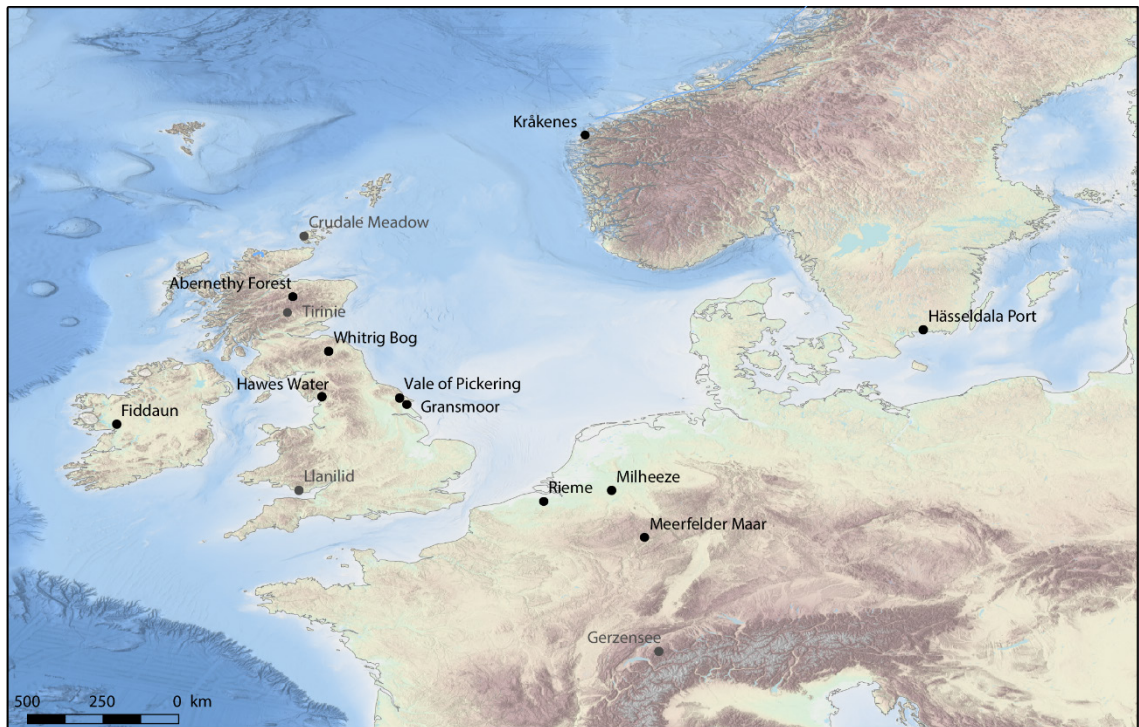 Kråkenes
Crudale Meadow
Abernethy Forest
Tirinie
Hässeldala Port
Whitrig Bog
Hawes Water
Vale of Pickering
Gransmoor
Fiddaun
Llanilid
Rieme
Milheeze
Meerfelder Maar
Gerzensee
500 250 0 km